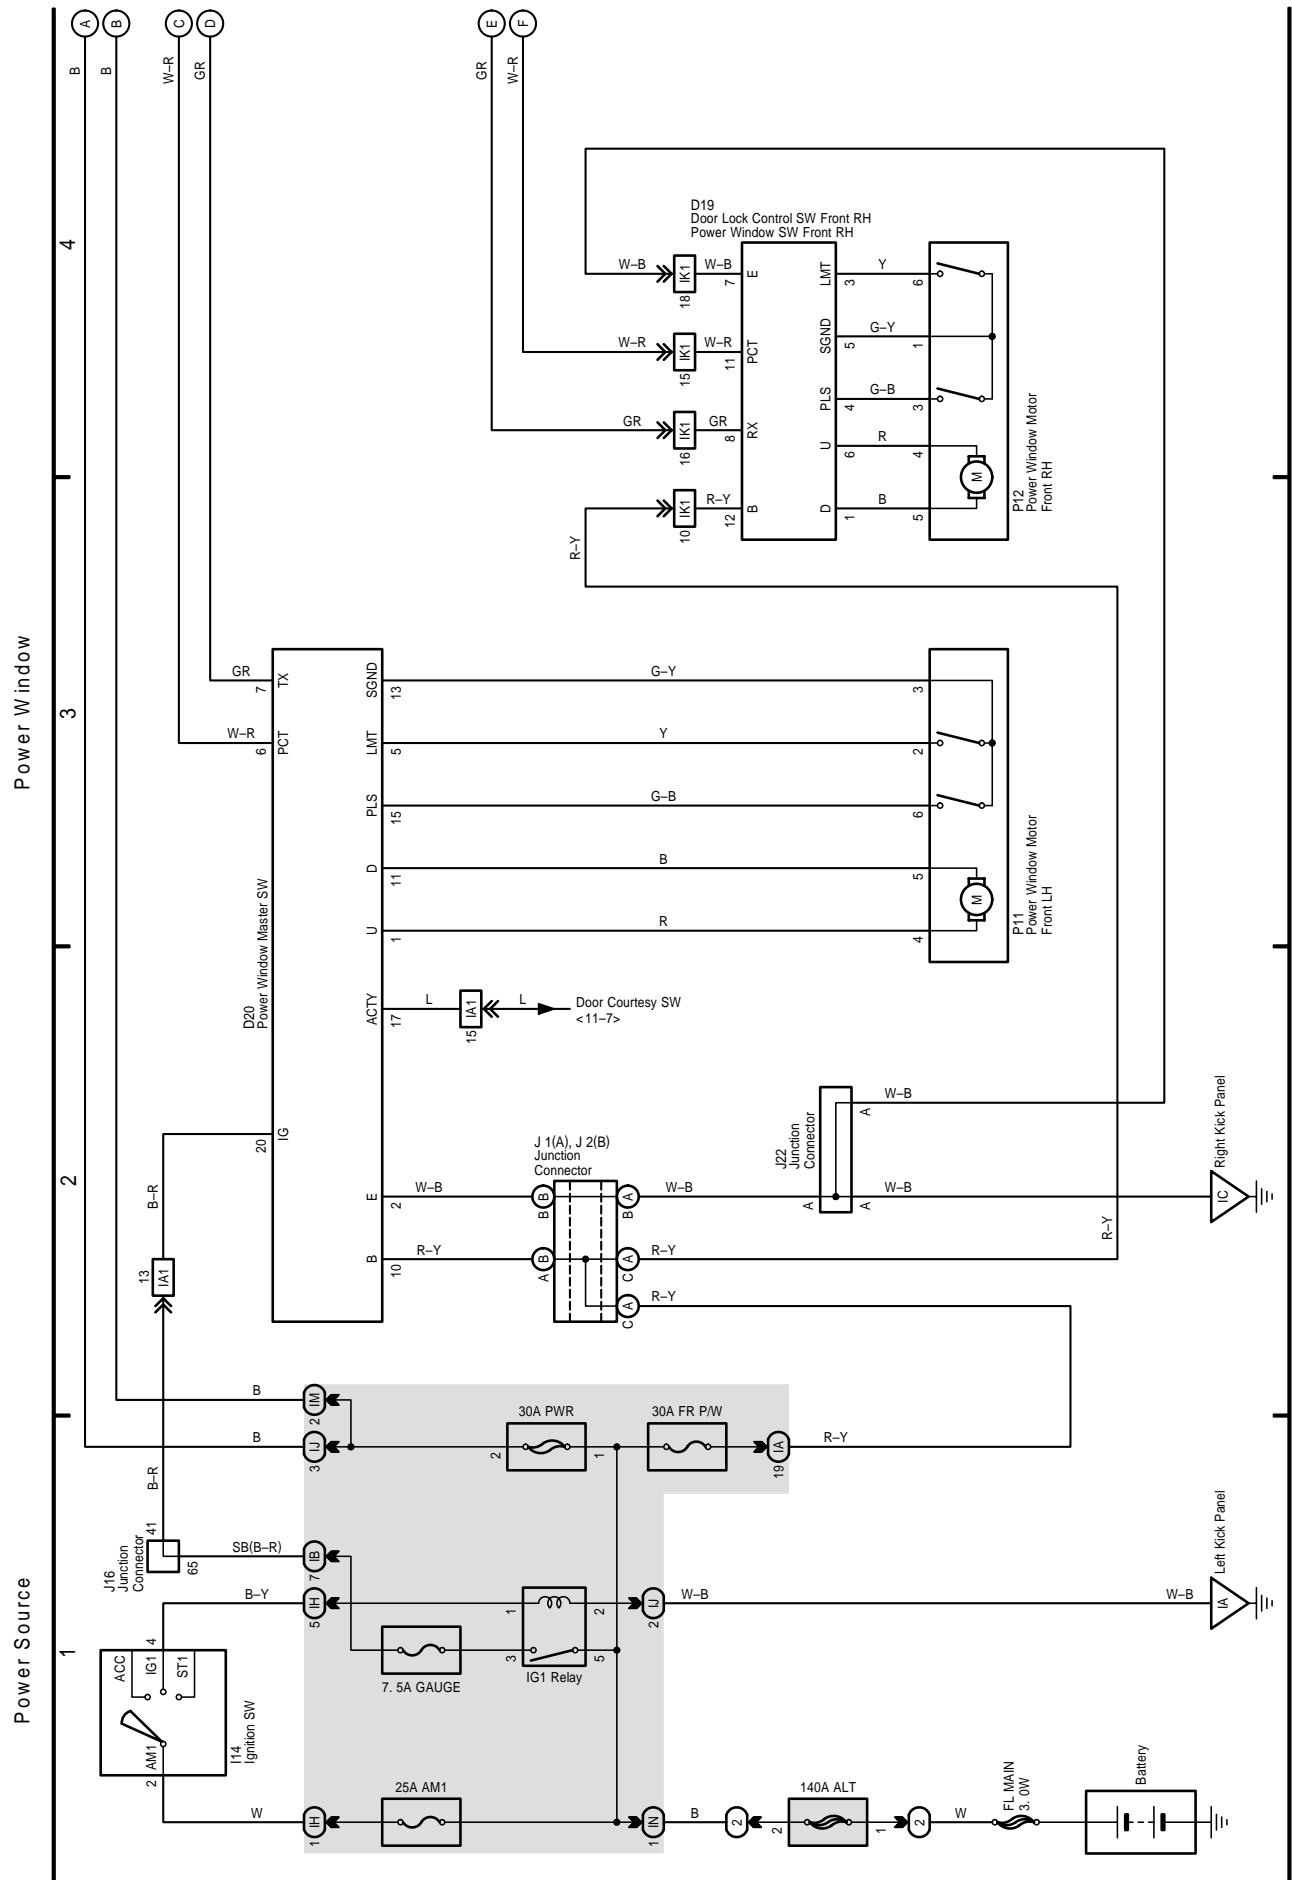 Power Source
Power Window
1
2
3
4
A
B
C
D
E
F
B
B
W–R
GR
GR
W–R
I14
Ignition SW
2
AM1
ACC
IG1
4
ST1
W
B–Y
J16
Junction
Connector
41
65
B–R
SB(B–R)
13
IA1
B–R
1
IH
5
IH
7
IB
3
IJ
2
IM
B
B
25A AM1
7. 5A GAUGE
IG1 Relay
1
2
3
5
30A PWR
2
1
30A FR P/W
19
IA
R–Y
1
IN
2
IJ
W–B
W–B
IA
Left Kick Panel
B
2
2
140A ALT
1
2
W
FL MAIN
3. 0W
Battery
D20
Power Window Master SW
20
IG
6
PCT
W–R
7
TX
GR
B
10
R–Y
E
2
W–B
ACTY
17
L
15
IA1
L
Door Courtesy SW
<11–7>
U
1
R
D
11
B
PLS
15
G–B
LMT
5
Y
SGND
13
G–Y
J 1(A), J 2(B)
Junction
Connector
A
B
B
B
C
A
C
A
B
A
R–Y
R–Y
W–B
J22
Junction
Connector
A
A
A
W–B
W–B
R–Y
IC
Right Kick Panel
4
5
6
2
3
M
P11
Power Window Motor
Front LH
R–Y
10
IK1
R–Y
12
B
GR
16
IK1
GR
8
RX
W–R
15
IK1
W–R
11
PCT
W–B
18
IK1
W–B
7
E
D19
Door Lock Control SW Front RH
Power Window SW Front RH
D
1
B
5
U
6
R
4
PLS
4
G–B
3
SGND
5
G–Y
1
LMT
3
Y
6
M
P12
Power Window Motor
Front RH